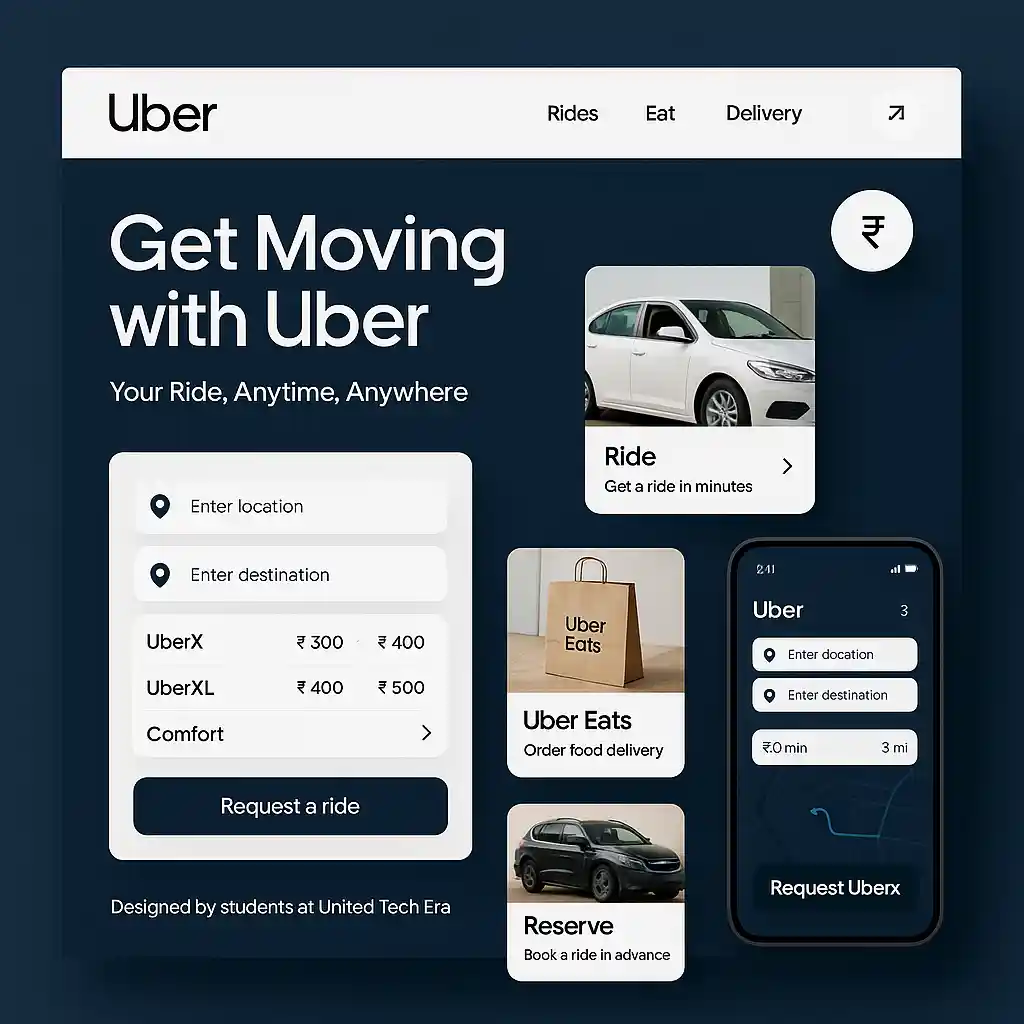 Uber
Rides
Eat
Delivery
Get Moving
with Uber
Your Ride, Anytime, Anywhere
₹
Ride
Get a ride in minutes
Enter location
Enter destination
UberX ₹ 300 ₹ 400
UberXL ₹ 400 ₹ 500
Comfort
Request a ride
Designed by students at United Tech Era
Uber
Eats
Uber Eats
Order food delivery
Reserve
Book a ride in advance
2:41
Uber 3
Enter docation
Enter destination
₹.0 min 3 mi
Request Uberx